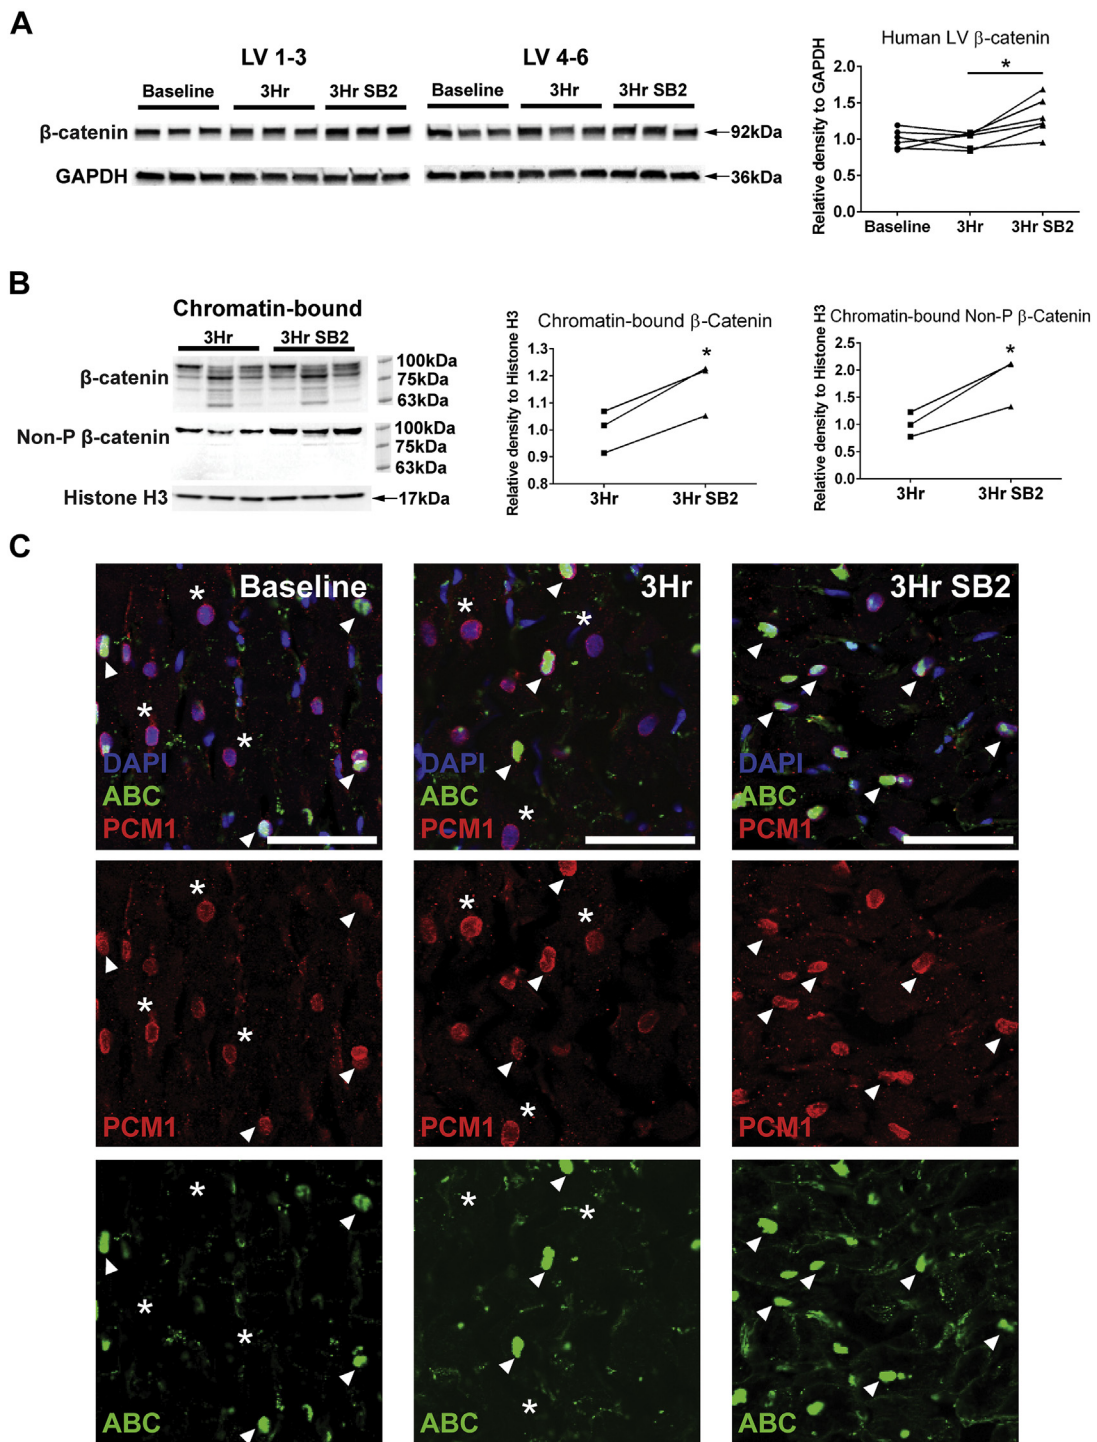 A
LV 1-3
LV 4-6
Baseline 3Hr 3Hr SB2 Baseline 3Hr 3Hr SB2
β-catenin
92kDa
GAPDH
36kDa
Human LV β-catenin
*
Relative density to GAPDH
2.0
1.5
1.0
0.5
0.0
Baseline 3Hr 3Hr SB2
B
Chromatin-bound
3Hr 3Hr SB2
β-catenin
100kDa
75kDa
63kDa
Non-P β-catenin
100kDa
75kDa
63kDa
Histone H3
17kDa
Chromatin-bound β-Catenin
*
Relative density to Histone H3
1.3
1.2
1.1
1.0
0.9
0.8
3Hr 3Hr SB2
Chromatin-bound Non-P β-Catenin
*
Relative density to Histone H3
2.5
2.0
1.5
1.0
0.5
0.0
3Hr 3Hr SB2
C
Baseline
* * *
DAPI
ABC
PCM1
3Hr
* * *
DAPI
ABC
PCM1
3Hr SB2
DAPI
ABC
PCM1
* * *
PCM1
* * *
PCM1
PCM1
* * *
ABC
* * *
ABC
ABC